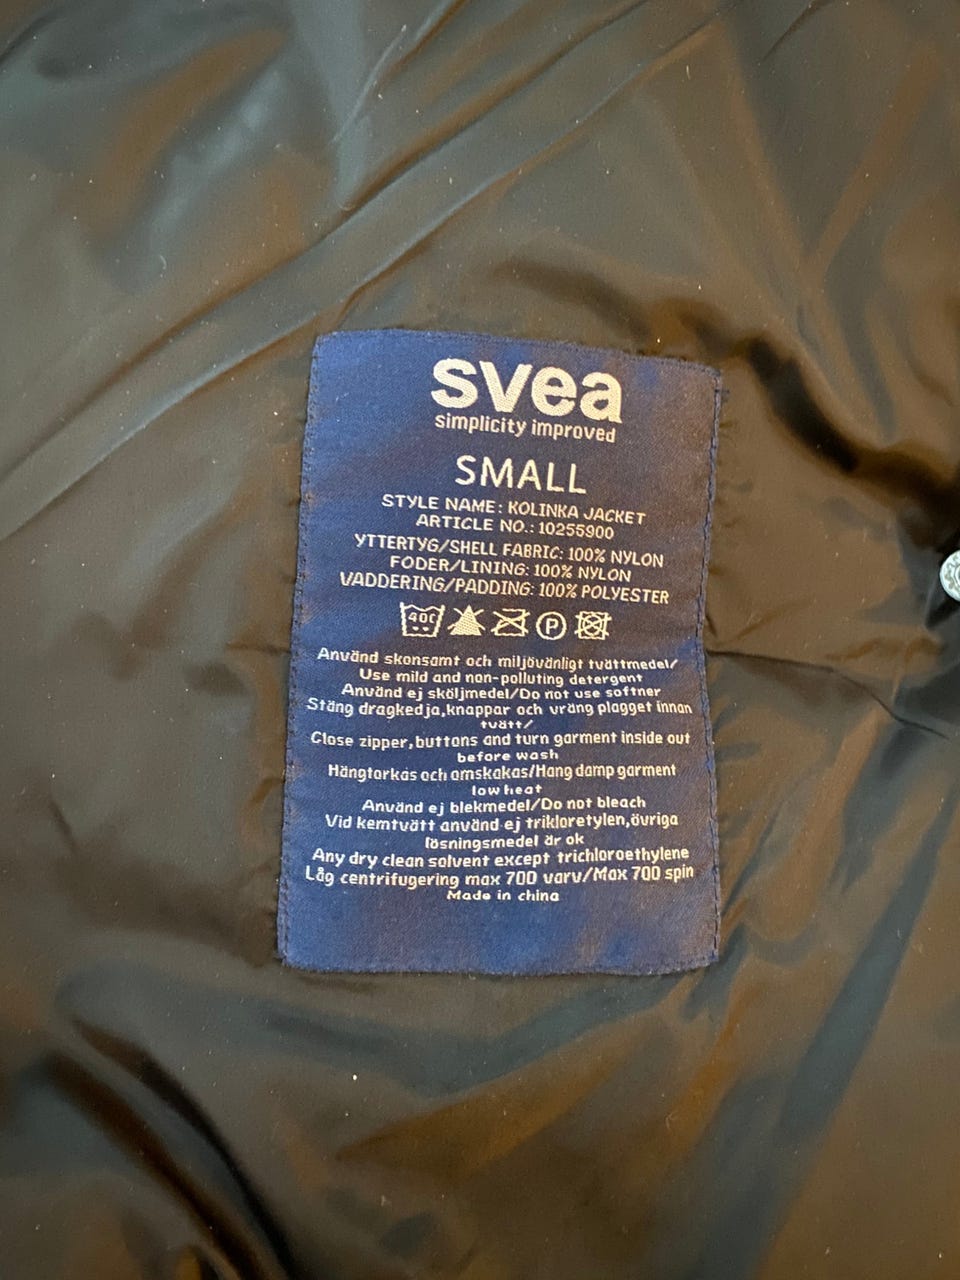 svea
simplicity improved
SMALL
STYLE NAME: KOLINKA JACKET
ARTICLE NO.: 10255900
YTTERTYG/SHELL FABRIC: 100% NYLON
FODER/LINING: 100% NYLON
VADDERING/PADDING: 100% POLYESTER
40C P
Använd skonsamt och miljövänligt tvättmedel/
Use mild and non-polluting detergent
Använd ej sköljmedel/Do not use softner
Stäng dragkedja,knappar och vräng plagget innan
tvätt/
Close zipper,buttons and turn garment inside out
before wash
Hängtorkas och omskakas/Hang damp garment
low heat
Använd ej blekmedel/Do not bleach
Vid kemtvätt använd ej trikloretylen,övriga
lösningsmedel är ok
Any dry clean solvent except trichloroethylene
Låg centrifugering max 700 varv/Max 700 spin
Made in china